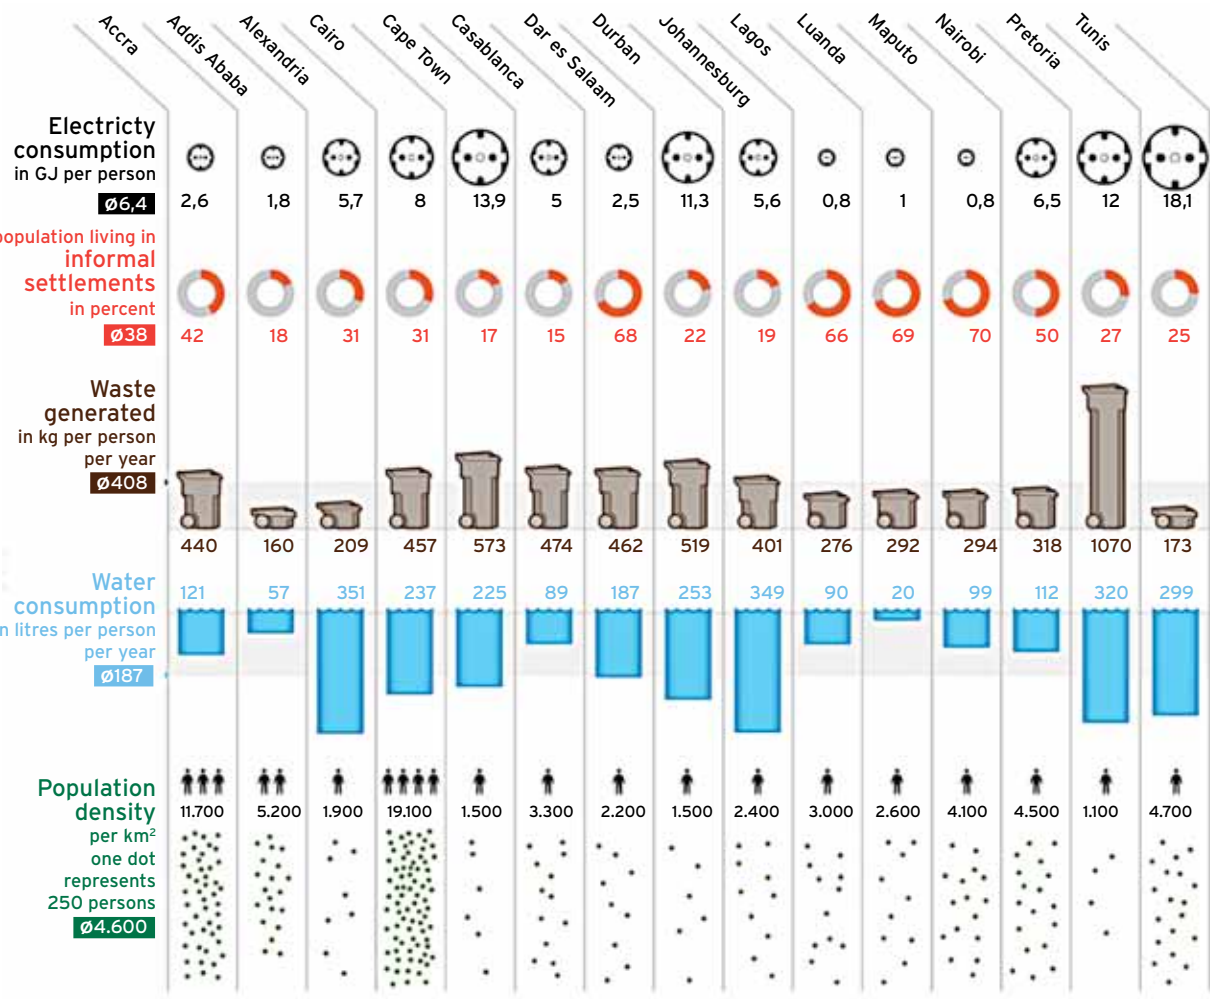 Accra
Addis Ababa
Alexandria
Cairo
Cape Town
Casablanca
Dar es Salaam
Durban
Johannesburg
Lagos
Luanda
Maputo
Nairobi
Pretoria
Tunis
Electricty
consumption
in GJ per person
Ø6,4
2,6 1,8 5,7 8 13,9 5 2,5 11,3 5,6 0,8 1 0,8 6,5 12 18,1
population living in
informal
settlements
in percent
Ø38
42 18 31 31 17 15 68 22 19 66 69 70 50 27 25
Waste
generated
in kg per person
per year
Ø408
440 160 209 457 573 474 462 519 401 276 292 294 318 1070 173
Water
consumption
n litres per person
per year
Ø187
121 57 351 237 225 89 187 253 349 90 20 99 112 320 299
Population
density
per km²
one dot
represents
250 persons
Ø4.600
11.700 5.200 1.900 19.100 1.500 3.300 2.200 1.500 2.400 3.000 2.600 4.100 4.500 1.100 4.700